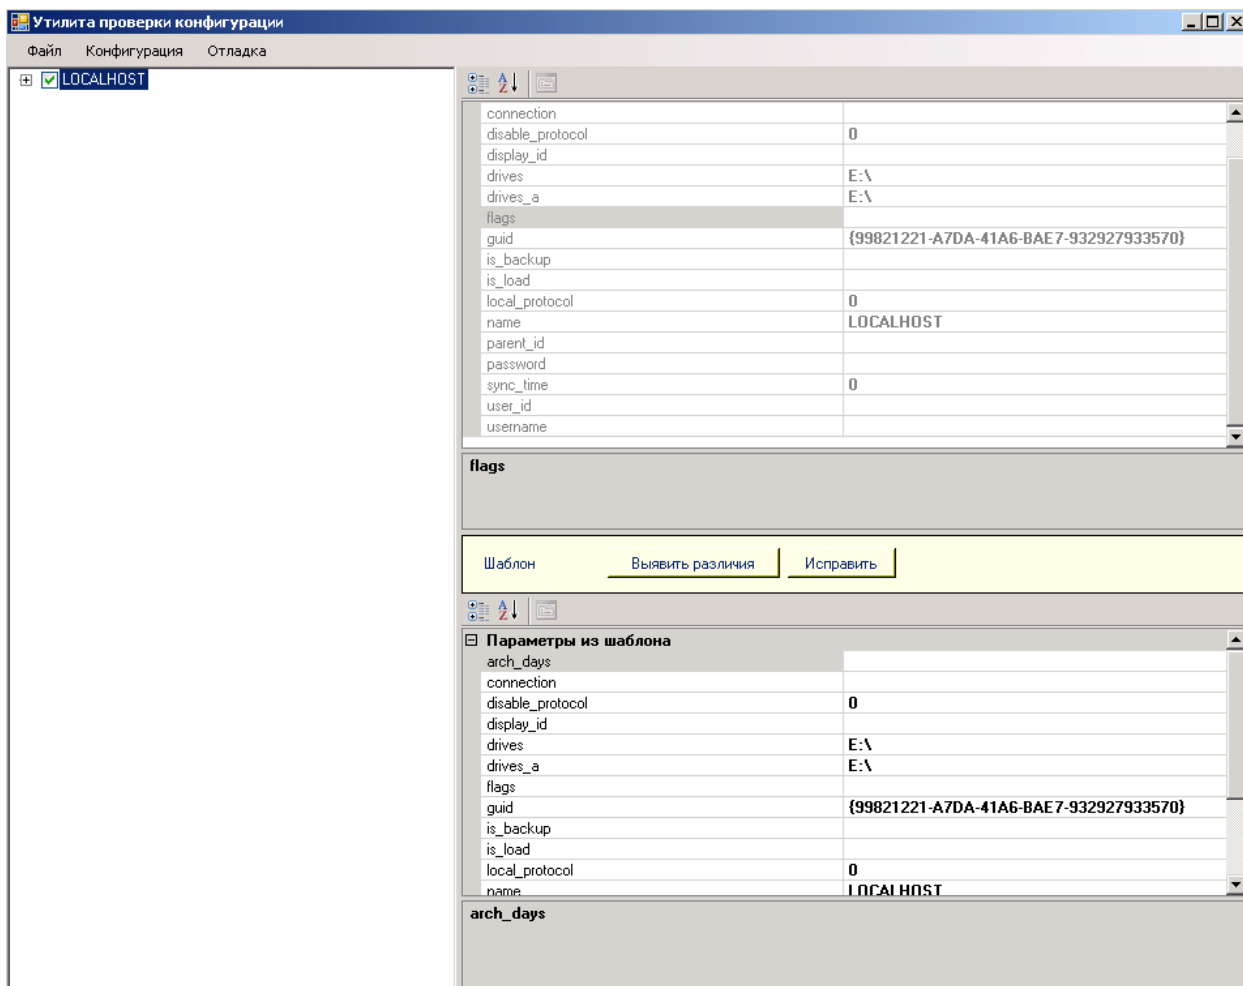 Утилита проверки конфигурации
Файл Конфигурация Отладка
LOCALHOST
connection
disable_protocol 0
display_id
drives E:\
drives_a E:\
flags
guid {99821221-A7DA-41A6-BAE7-932927933570}
is_backup
is_load
local_protocol 0
name LOCALHOST
parent_id
password
sync_time 0
user_id
username
flags
Шаблон Выявить различия Исправить
Параметры из шаблона
arch_days
connection
disable_protocol 0
display_id
drives E:\
drives_a E:\
flags
guid {99821221-A7DA-41A6-BAE7-932927933570}
is_backup
is_load
local_protocol 0
name LOCALHOST
arch_days